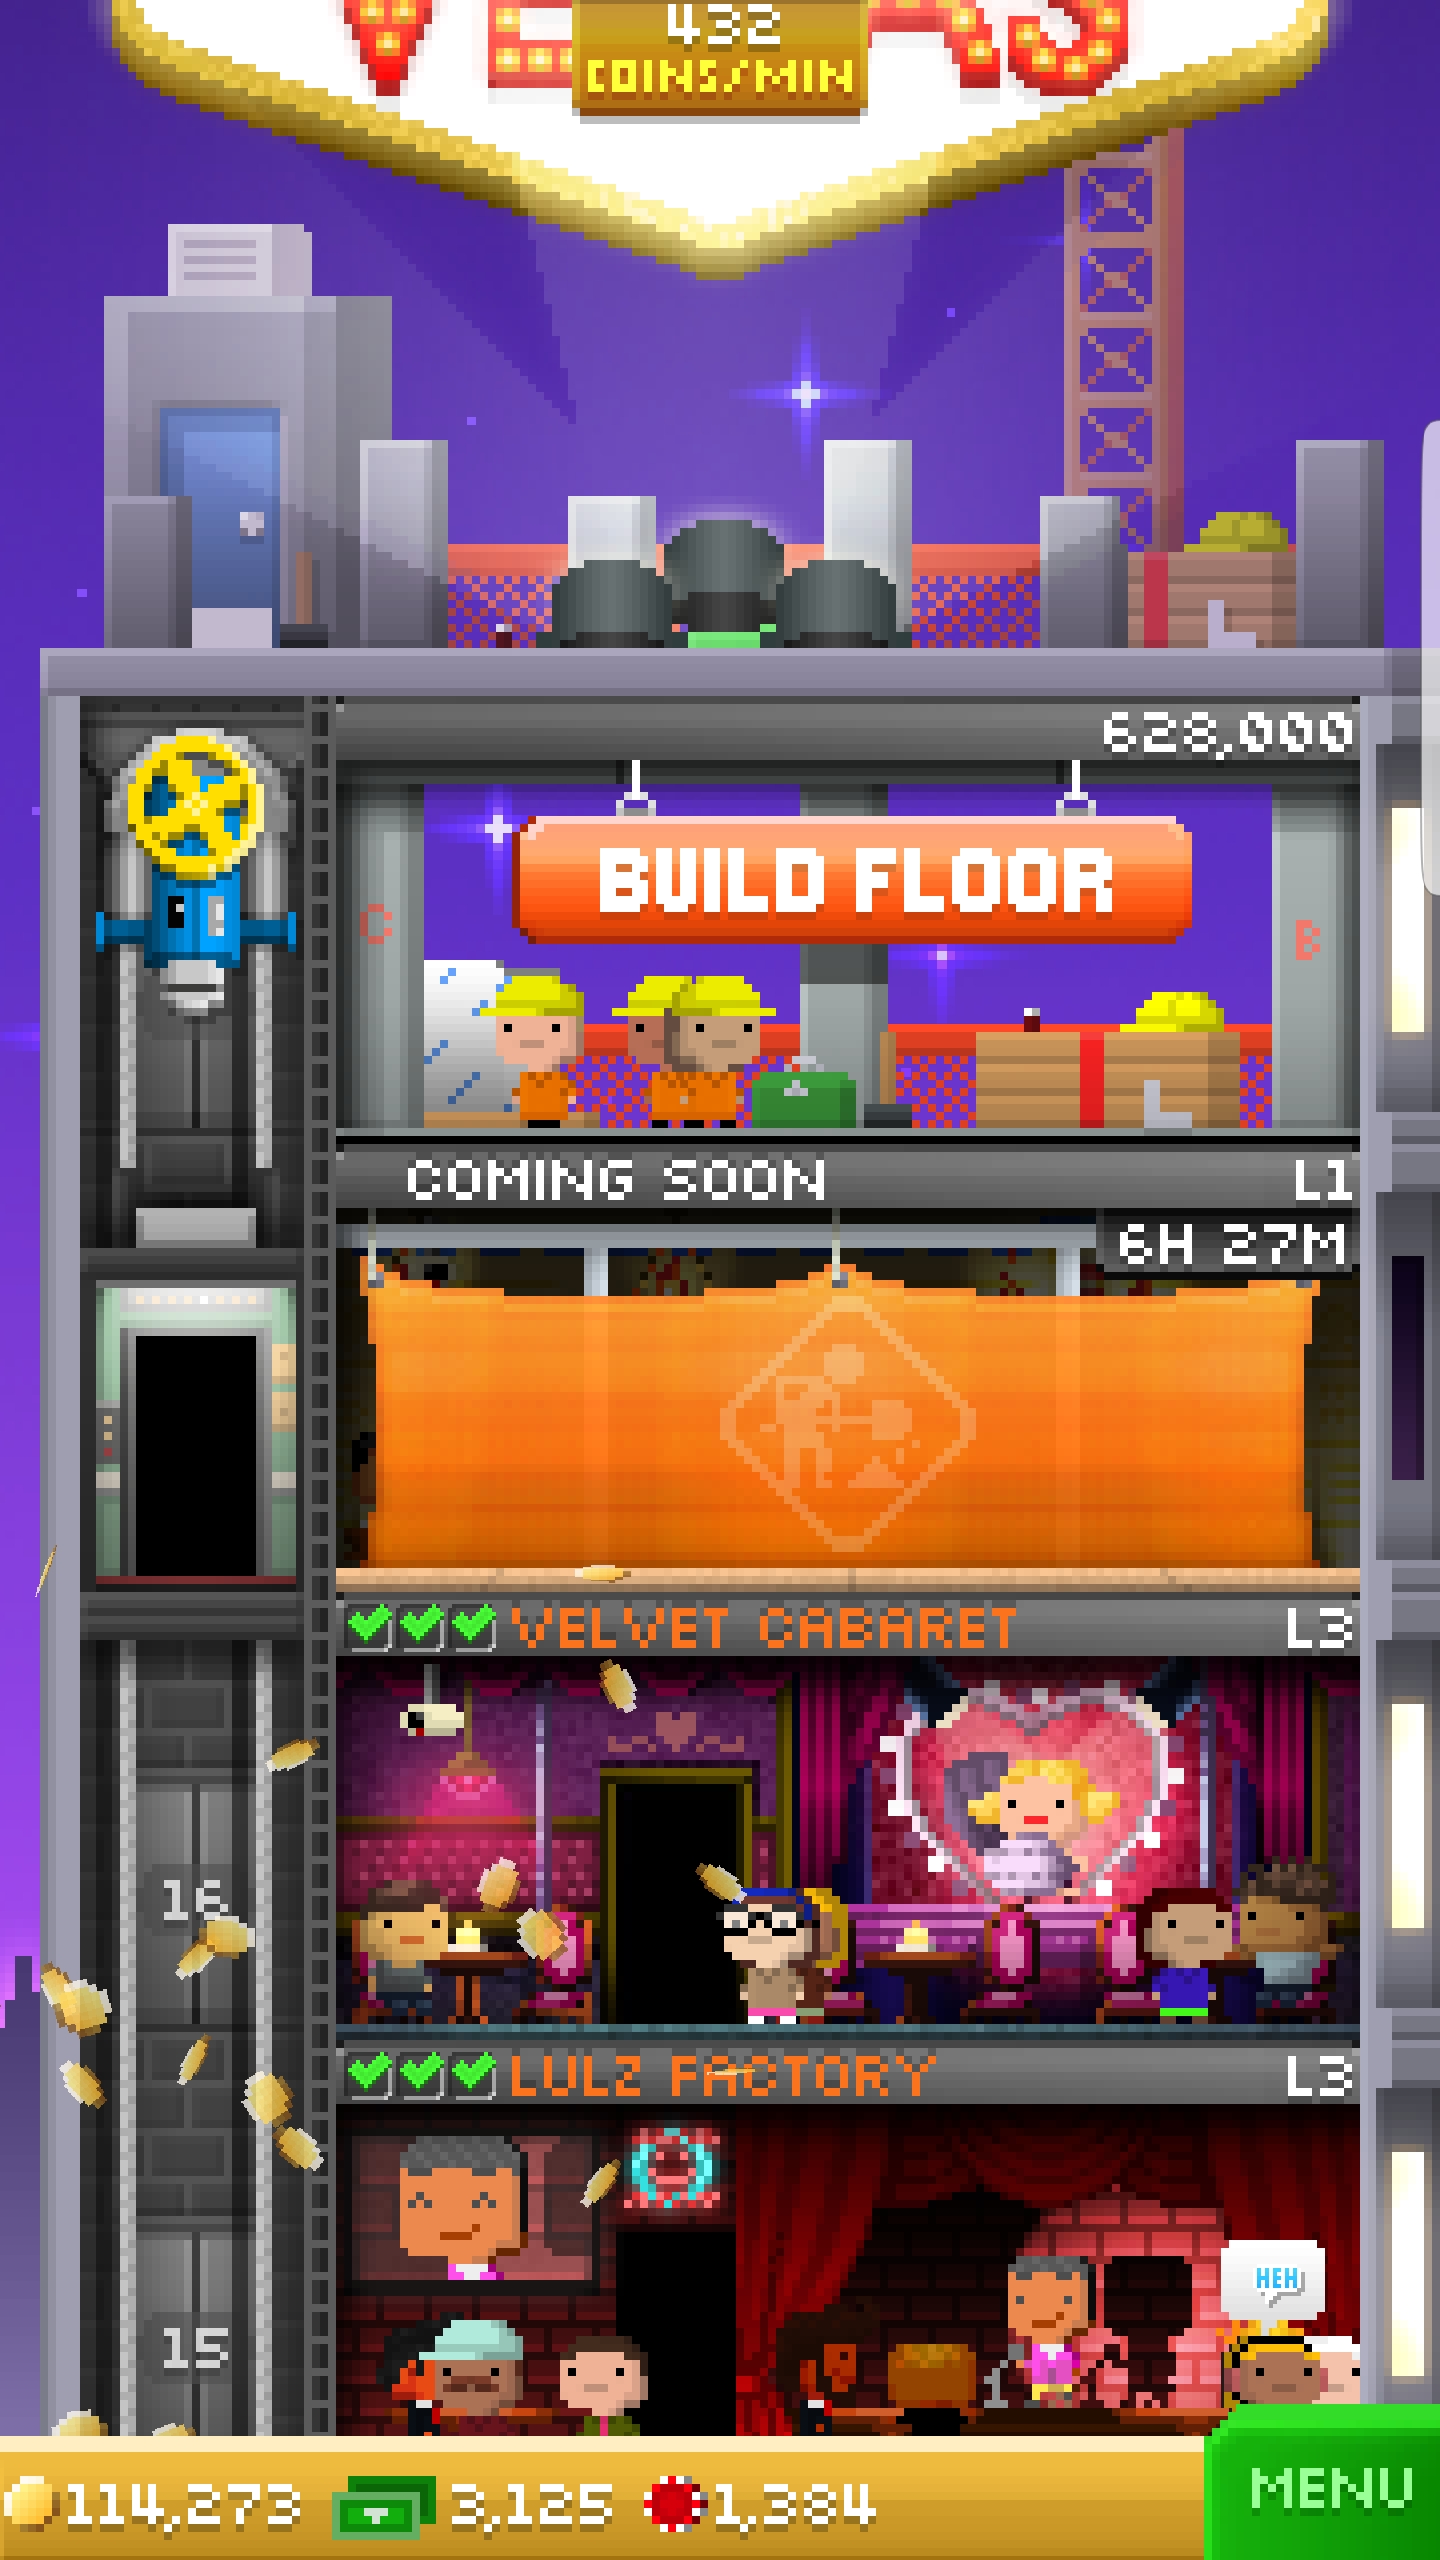 VEGAS
432
COINS/MIN
628,000
BUILD FLOOR
C
B
COMING SOON L1
6H 27M
VELVET CABARET L3
16
LULZ FACTORY L3
HEH
15
114,273 3,125 1,384
MENU